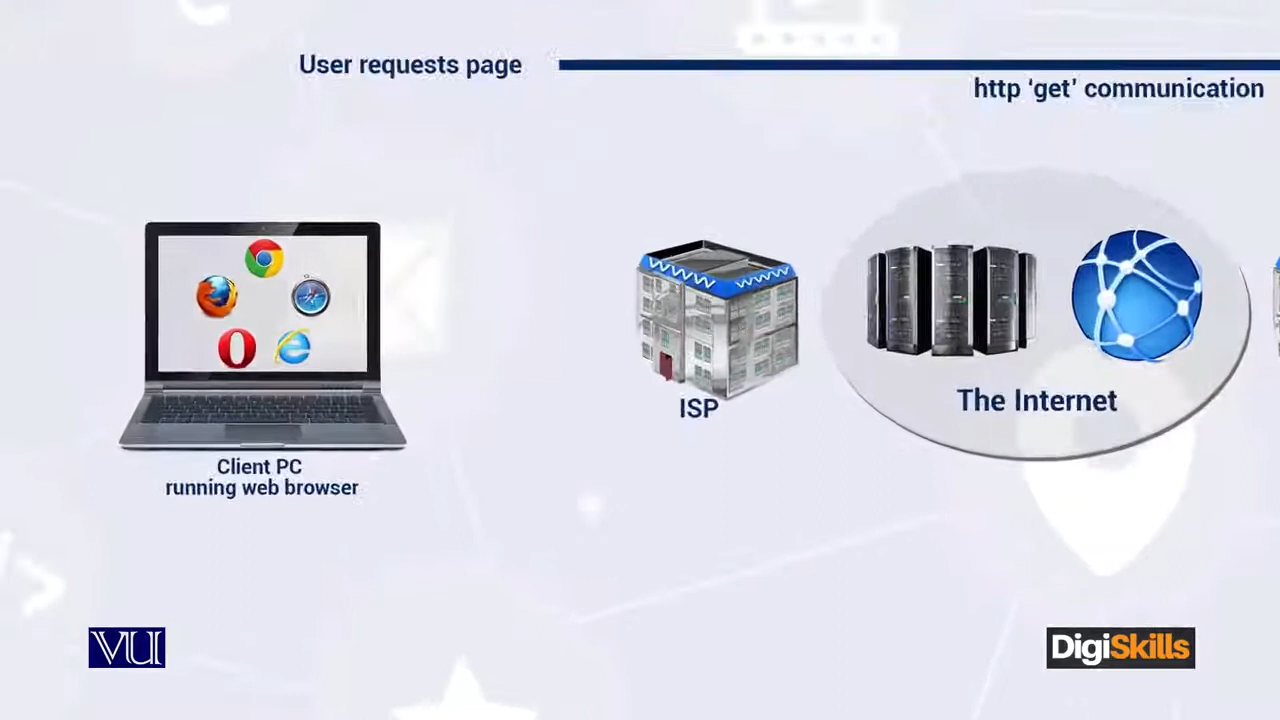 User requests page
http ‘get’ communication
ISP
The Internet
Client PC
running web browser
VU
DigiSkills